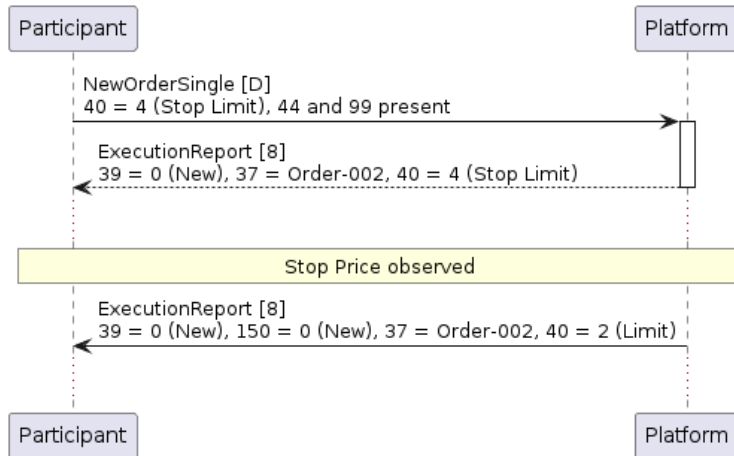 Participant
Platform
NewOrderSingle [D]
40 = 4 (Stop Limit), 44 and 99 present
ExecutionReport [8]
39 = 0 (New), 37 = Order-002, 40 = 4 (Stop Limit)
Stop Price observed
ExecutionReport [8]
39 = 0 (New), 150 = 0 (New), 37 = Order-002, 40 = 2 (Limit)
Participant
Platform